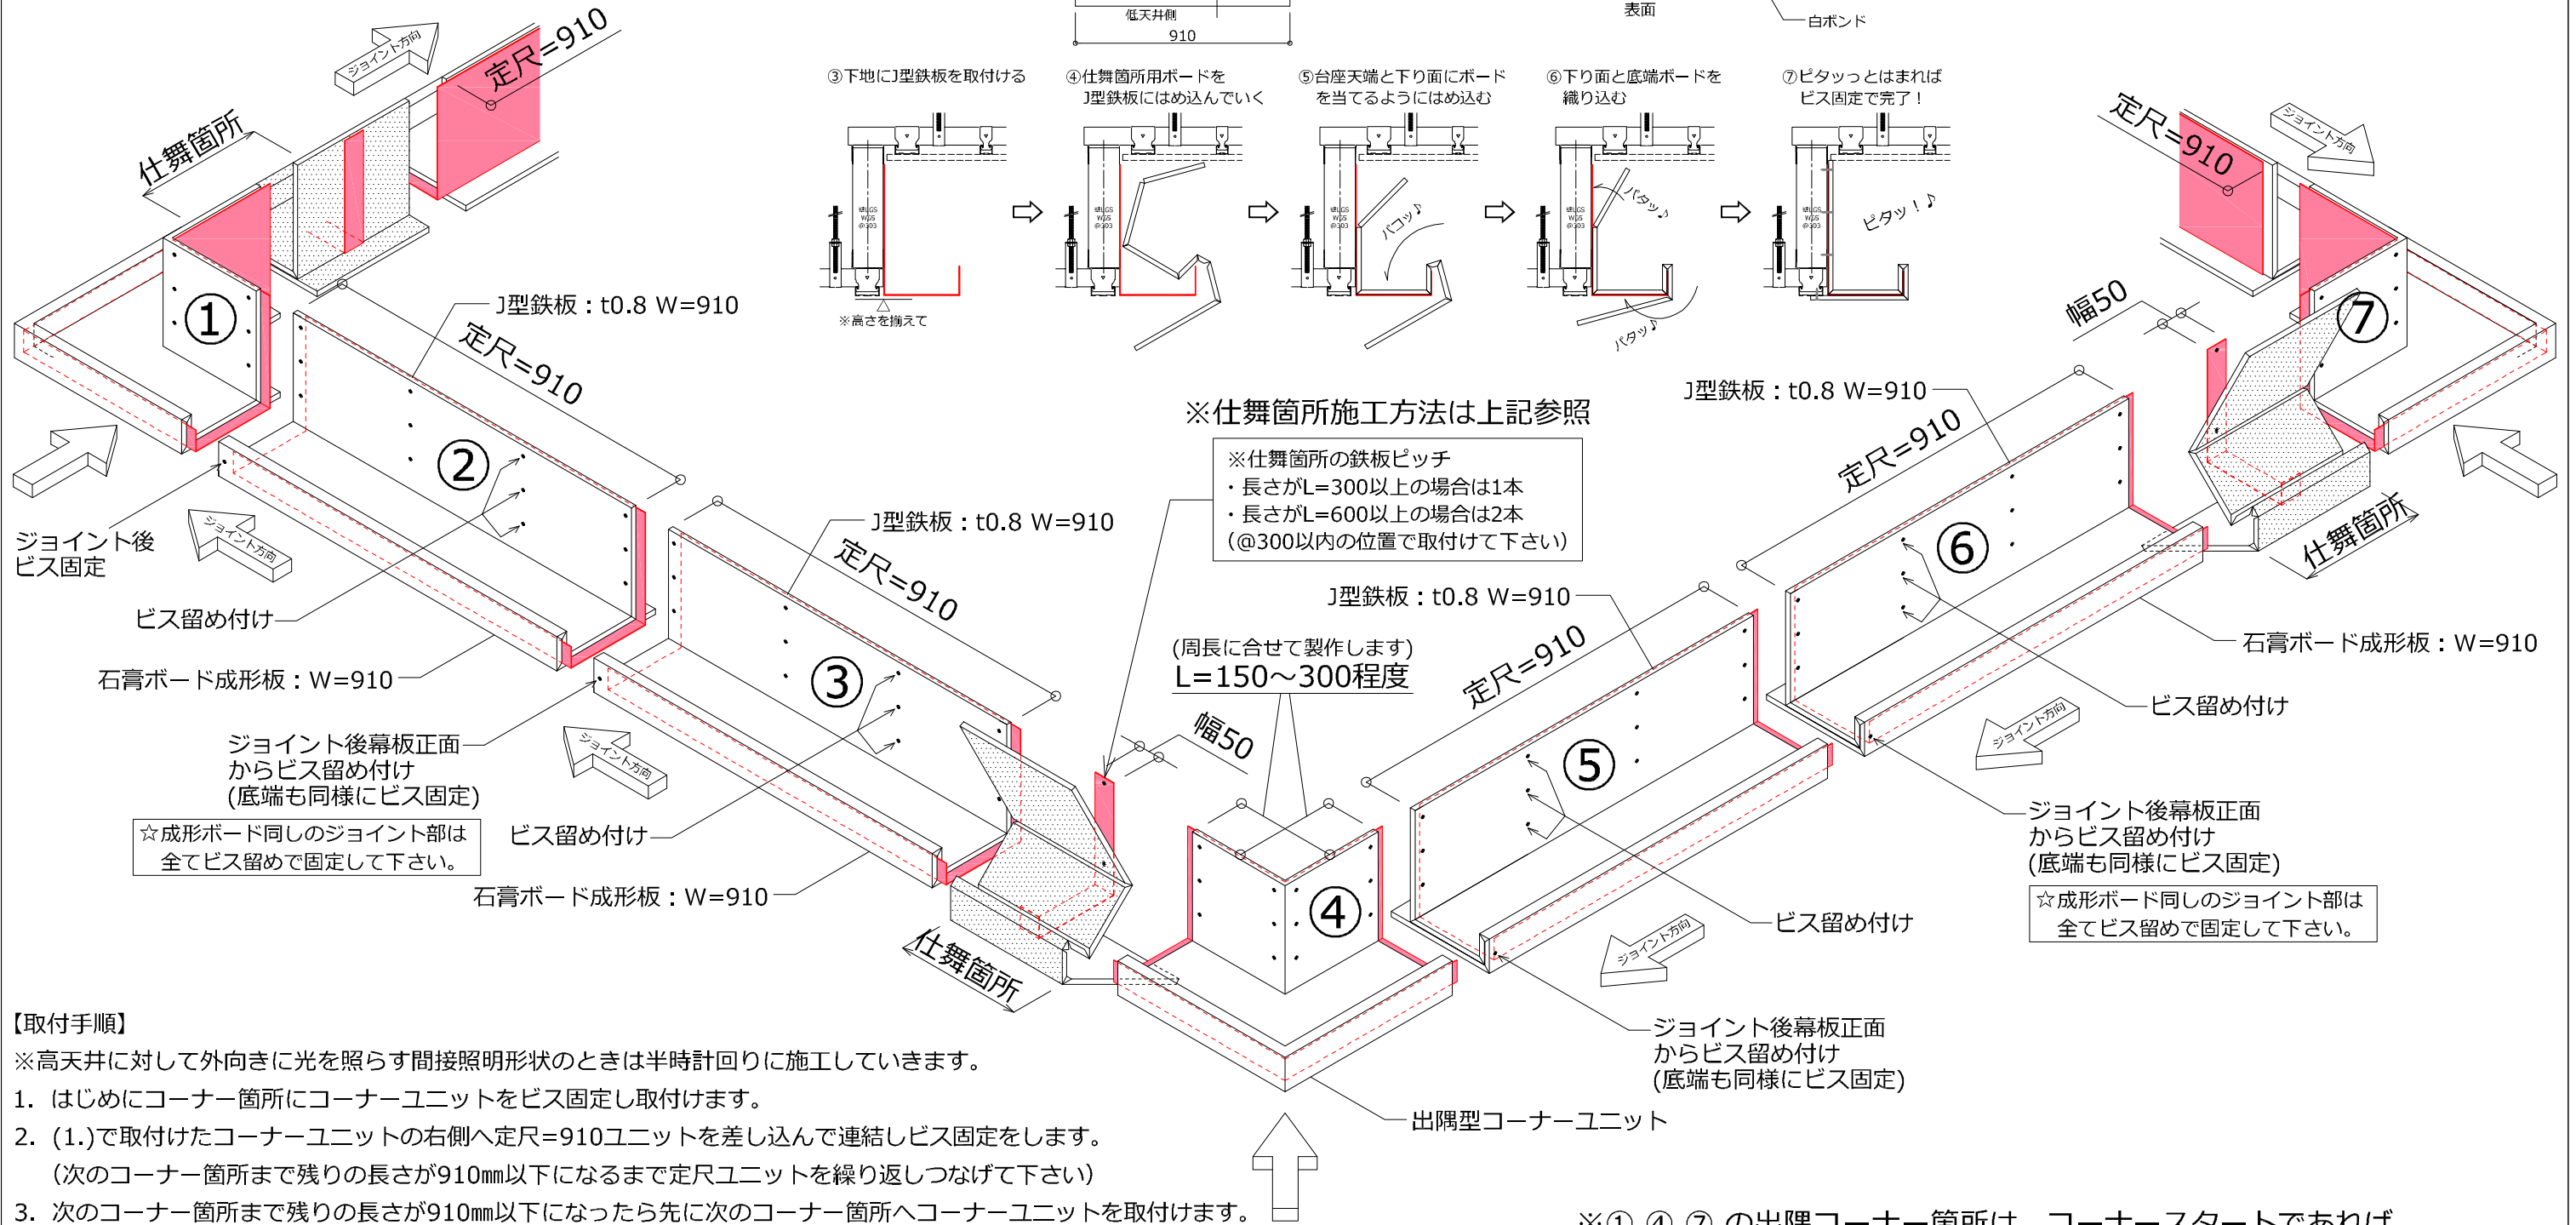 低天井側
910
表面
白ボンド
③下地にJ型鉄板を取付ける
④仕舞箇所用ボードを
J型鉄板にはめ込んでいく
⑤台座天端と下り面にボード
を当てるようにはめ込む
⑥下り面と底端ボードを
織り込む
⑦ピタッっとはまれば
ビス固定で完了！
※高さを揃えて
パコッ♪
パタッ♪
パタッ♪
ピタッ！♪
ジョイント方向
定尺=910
仕舞箇所
①
J型鉄板：t0.8 W=910
定尺=910
②
ジョイント後
ビス固定
ジョイント方向
ビス留め付け
石膏ボード成形板：W=910
J型鉄板：t0.8 W=910
定尺=910
③
ジョイント後幕板正面
からビス留め付け
(底端も同様にビス固定)
☆成形ボード同しのジョイント部は
全てビス留めで固定して下さい。
ジョイント方向
ビス留め付け
石膏ボード成形板：W=910
仕舞箇所
幅50
※仕舞箇所施工方法は上記参照
※仕舞箇所の鉄板ピッチ
・長さがL=300以上の場合は1本
・長さがL=600以上の場合は2本
（@300以内の位置で取付けて下さい）
(周長に合せて製作します)
L=150～300程度
④
出隅型コーナーユニット
J型鉄板：t0.8 W=910
定尺=910
⑤
ビス留め付け
ジョイント方向
ジョイント後幕板正面
からビス留め付け
(底端も同様にビス固定)
J型鉄板：t0.8 W=910
定尺=910
⑥
石膏ボード成形板：W=910
ビス留め付け
ジョイント方向
ジョイント後幕板正面
からビス留め付け
(底端も同様にビス固定)
☆成形ボード同しのジョイント部は
全てビス留めで固定して下さい。
定尺=910
ジョイント方向
幅50
⑦
仕舞箇所
【取付手順】
※高天井に対して外向きに光を照らす間接照明形状のときは半時計回りに施工していきます。
1. はじめにコーナー箇所にコーナーユニットをビス固定し取付けます。
2. (1.)で取付けたコーナーユニットの右側へ定尺=910ユニットを差し込んで連結しビス固定をします。
（次のコーナー箇所まで残りの長さが910㎜以下になるまで定尺ユニットを繰り返しつなげて下さい）
3. 次のコーナー箇所まで残りの長さが910㎜以下になったら先に次のコーナー箇所へコーナーユニットを取付けます。
※①,④,⑦,の出隅コーナー箇所は、コーナースタートであれば